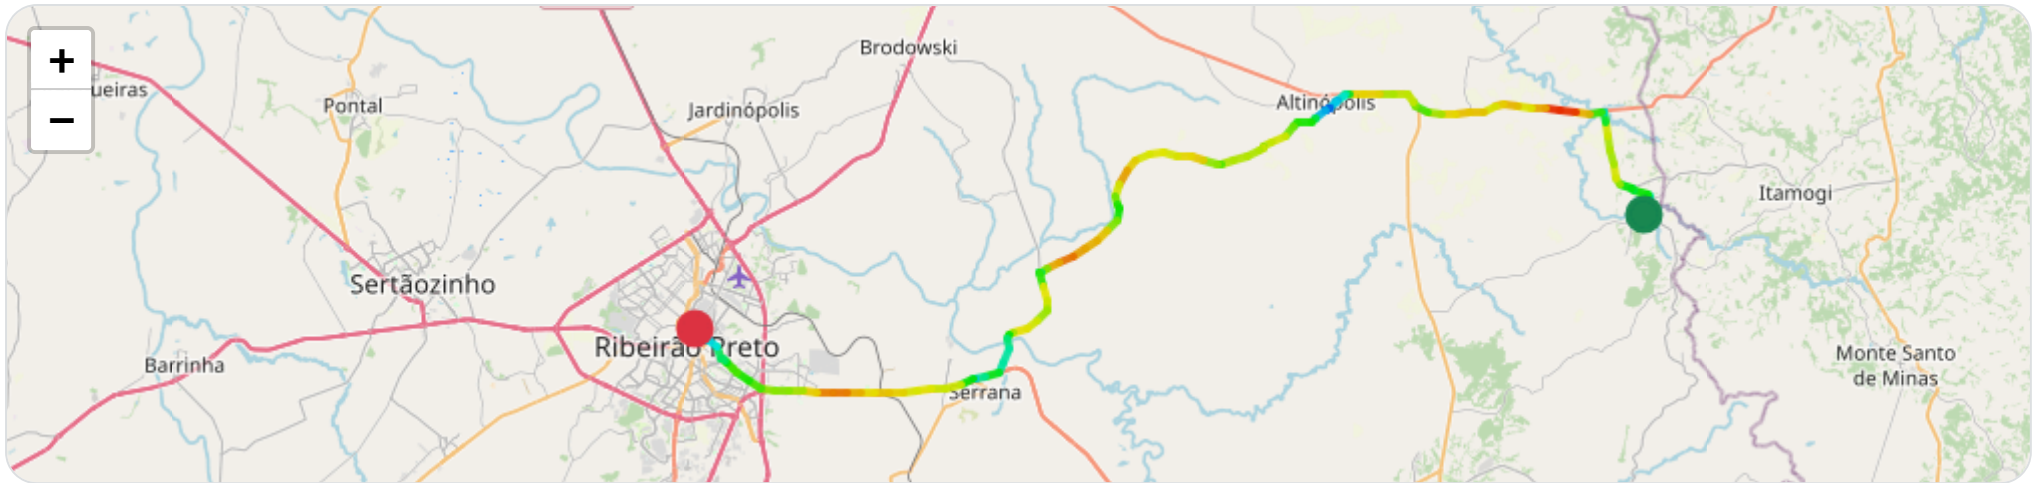 +
−
Brodowski
ueiras
Pontal
Jardinópolis
Altinópolis
Itamogi
Sertãozinho
Ribeirão Preto
Barrinha
Serrana
Monte Santo
de Minas